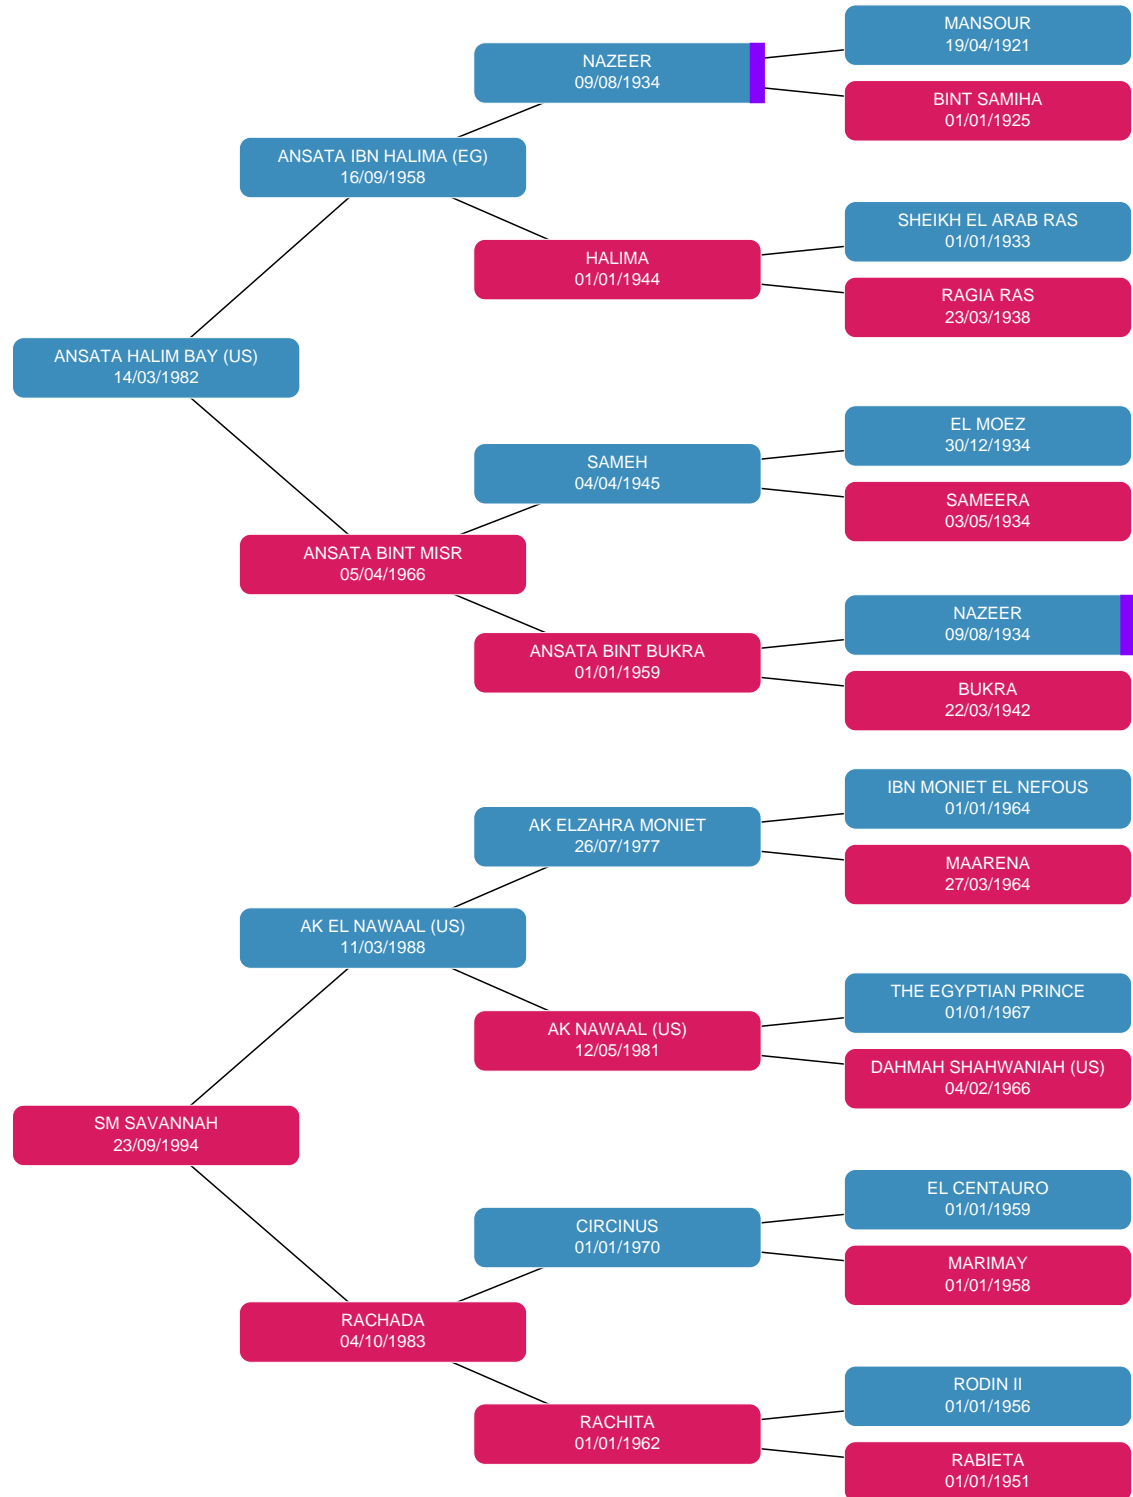 MANSOUR
19/04/1921
NAZEER
09/08/1934
BINT SAMIHA
01/01/1925
ANSATA IBN HALIMA (EG)
16/09/1958
SHEIKH EL ARAB RAS
01/01/1933
HALIMA
01/01/1944
RAGIA RAS
23/03/1938
ANSATA HALIM BAY (US)
14/03/1982
EL MOEZ
30/12/1934
SAMEH
04/04/1945
SAMEERA
03/05/1934
ANSATA BINT MISR
05/04/1966
NAZEER
09/08/1934
ANSATA BINT BUKRA
01/01/1959
BUKRA
22/03/1942
IBN MONIET EL NEFOUS
01/01/1964
AK ELZAHRA MONIET
26/07/1977
MAARENA
27/03/1964
AK EL NAWAAL (US)
11/03/1988
THE EGYPTIAN PRINCE
01/01/1967
AK NAWAAL (US)
12/05/1981
DAHMAH SHAHWANIAH (US)
04/02/1966
SM SAVANNAH
23/09/1994
EL CENTAURO
01/01/1959
CIRCINUS
01/01/1970
MARIMAY
01/01/1958
RACHADA
04/10/1983
RODIN II
01/01/1956
RACHITA
01/01/1962
RABIETA
01/01/1951